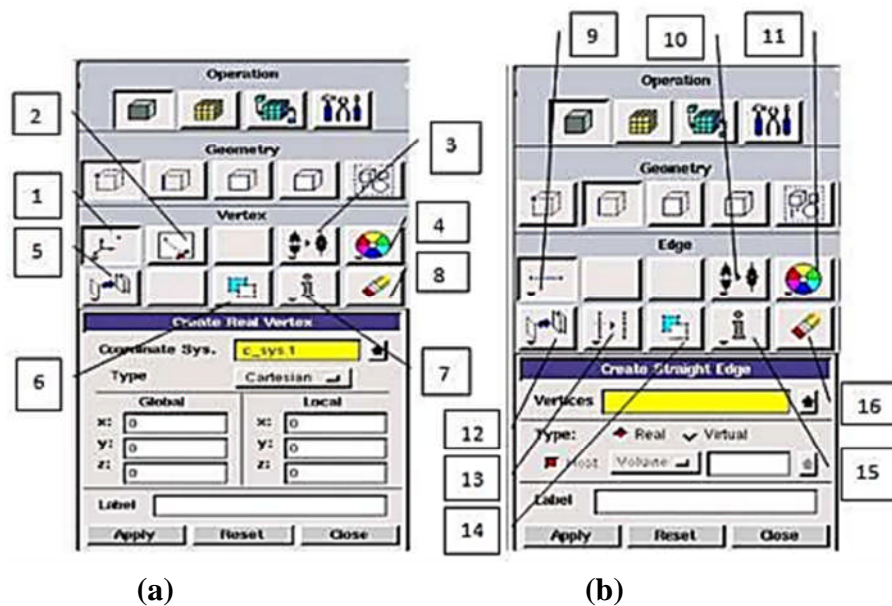 9 10 11
Operation
Operation
2
3
Geometry
Geometry
1
Vertex
4
5
Edge
8
Create Real Vertex
Coordinate Sys. c_sys.1
6
7
Create Straight Edge
Type Cartesian
Vertices
16
Global Local
12
x: 0 x: 0
Type: Real Virtual
y: 0 y: 0
13
z: 0 z: 0
Host Volume
15
Label
14
Label
Apply Reset Close
Apply Reset Close
(a) (b)